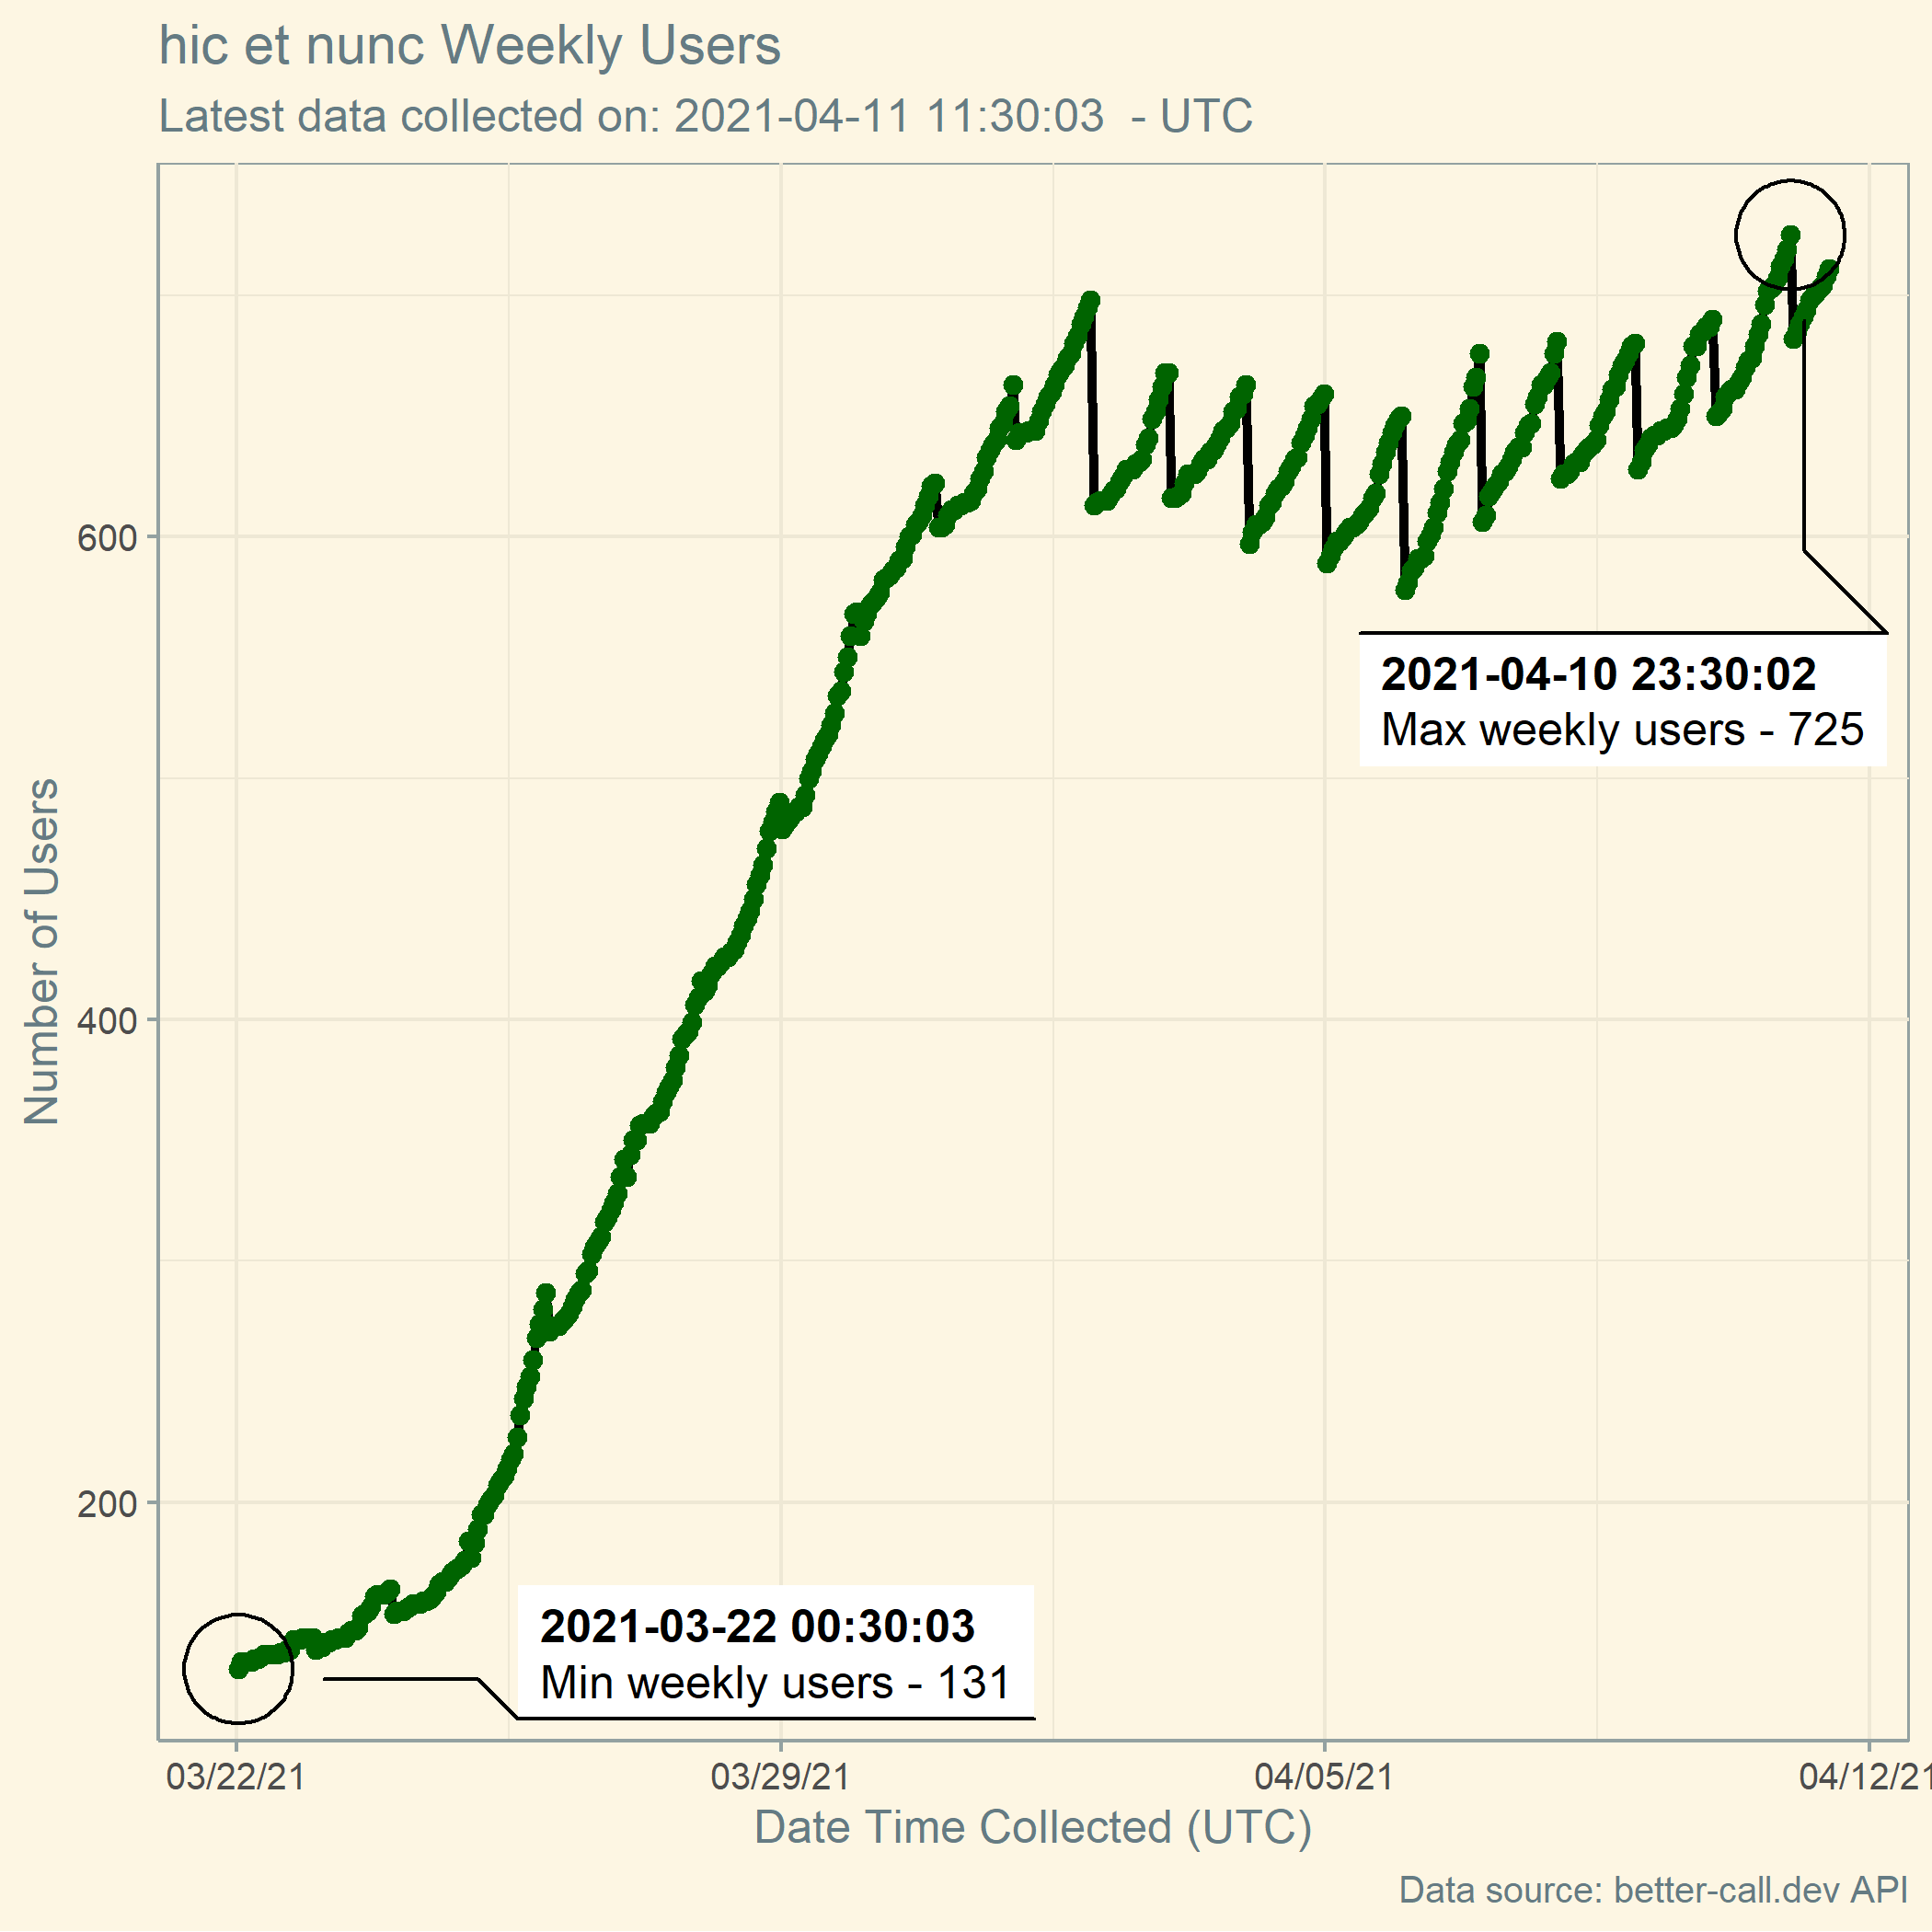 hic et nunc Weekly Users
Latest data collected on: 2021-04-11 11:30:03  - UTC
Number of Users
600
400
200
2021-04-10 23:30:02
Max weekly users - 725
2021-03-22 00:30:03
Min weekly users - 131
03/22/21
03/29/21
04/05/21
04/12/21
Date Time Collected (UTC)
Data source: better-call.dev API